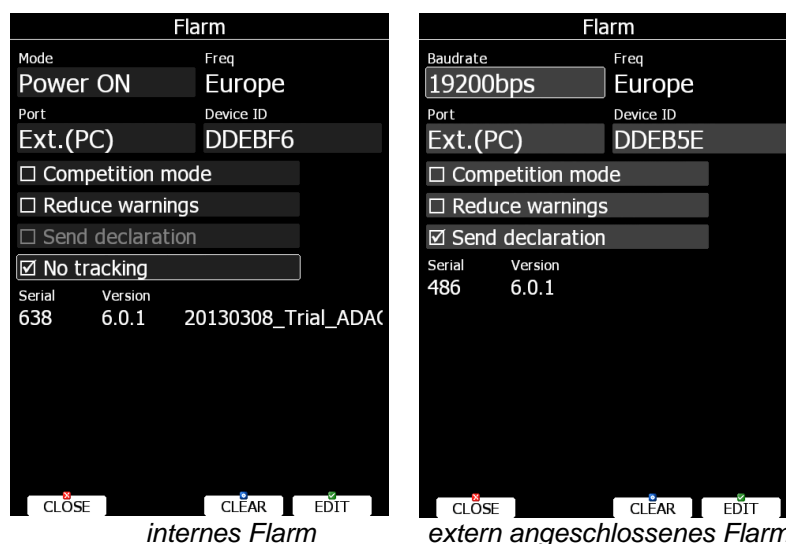 Flarm
Mode Freq
Power ON Europe
Port Device ID
Ext.(PC) DDEBF6
Competition mode
Reduce warnings
Send declaration
No tracking
Serial Version
638 6.0.1 20130308_Trial_ADA
CLOSE CLEAR EDIT
internes Flarm
Flarm
Baudrate Freq
19200bps Europe
Port Device ID
Ext.(PC) DDEB5E
Competition mode
Reduce warnings
Send declaration
Serial Version
486 6.0.1
CLOSE CLEAR EDIT
extern angeschlossenes Flarm